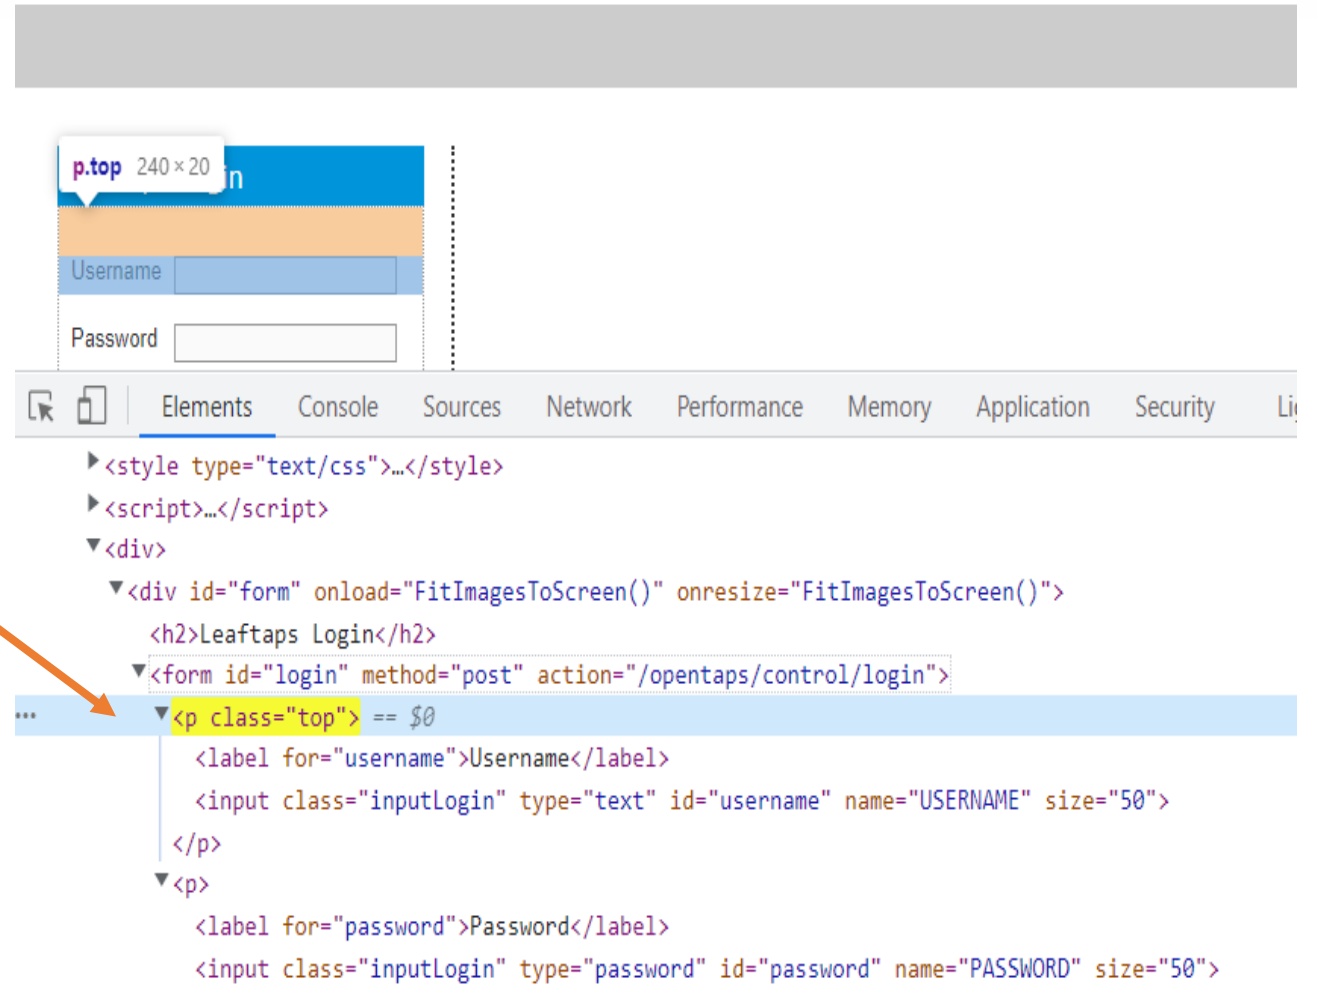 p.top 240 × 20
in
Username
Password
Elements Console Sources Network Performance Memory Application Security
<style type="text/css">…</style>
<script>…</script>
<div>
<div id="form" onload="FitImagesToScreen()" onresize="FitImagesToScreen()">
<h2>Leaftaps Login</h2>
<form id="login" method="post" action="/opentaps/control/login">
... <p class="top"> == $0
<label for="username">Username</label>
<input class="inputLogin" type="text" id="username" name="USERNAME" size="50">
</p>
<p>
<label for="password">Password</label>
<input class="inputLogin" type="password" id="password" name="PASSWORD" size="50">